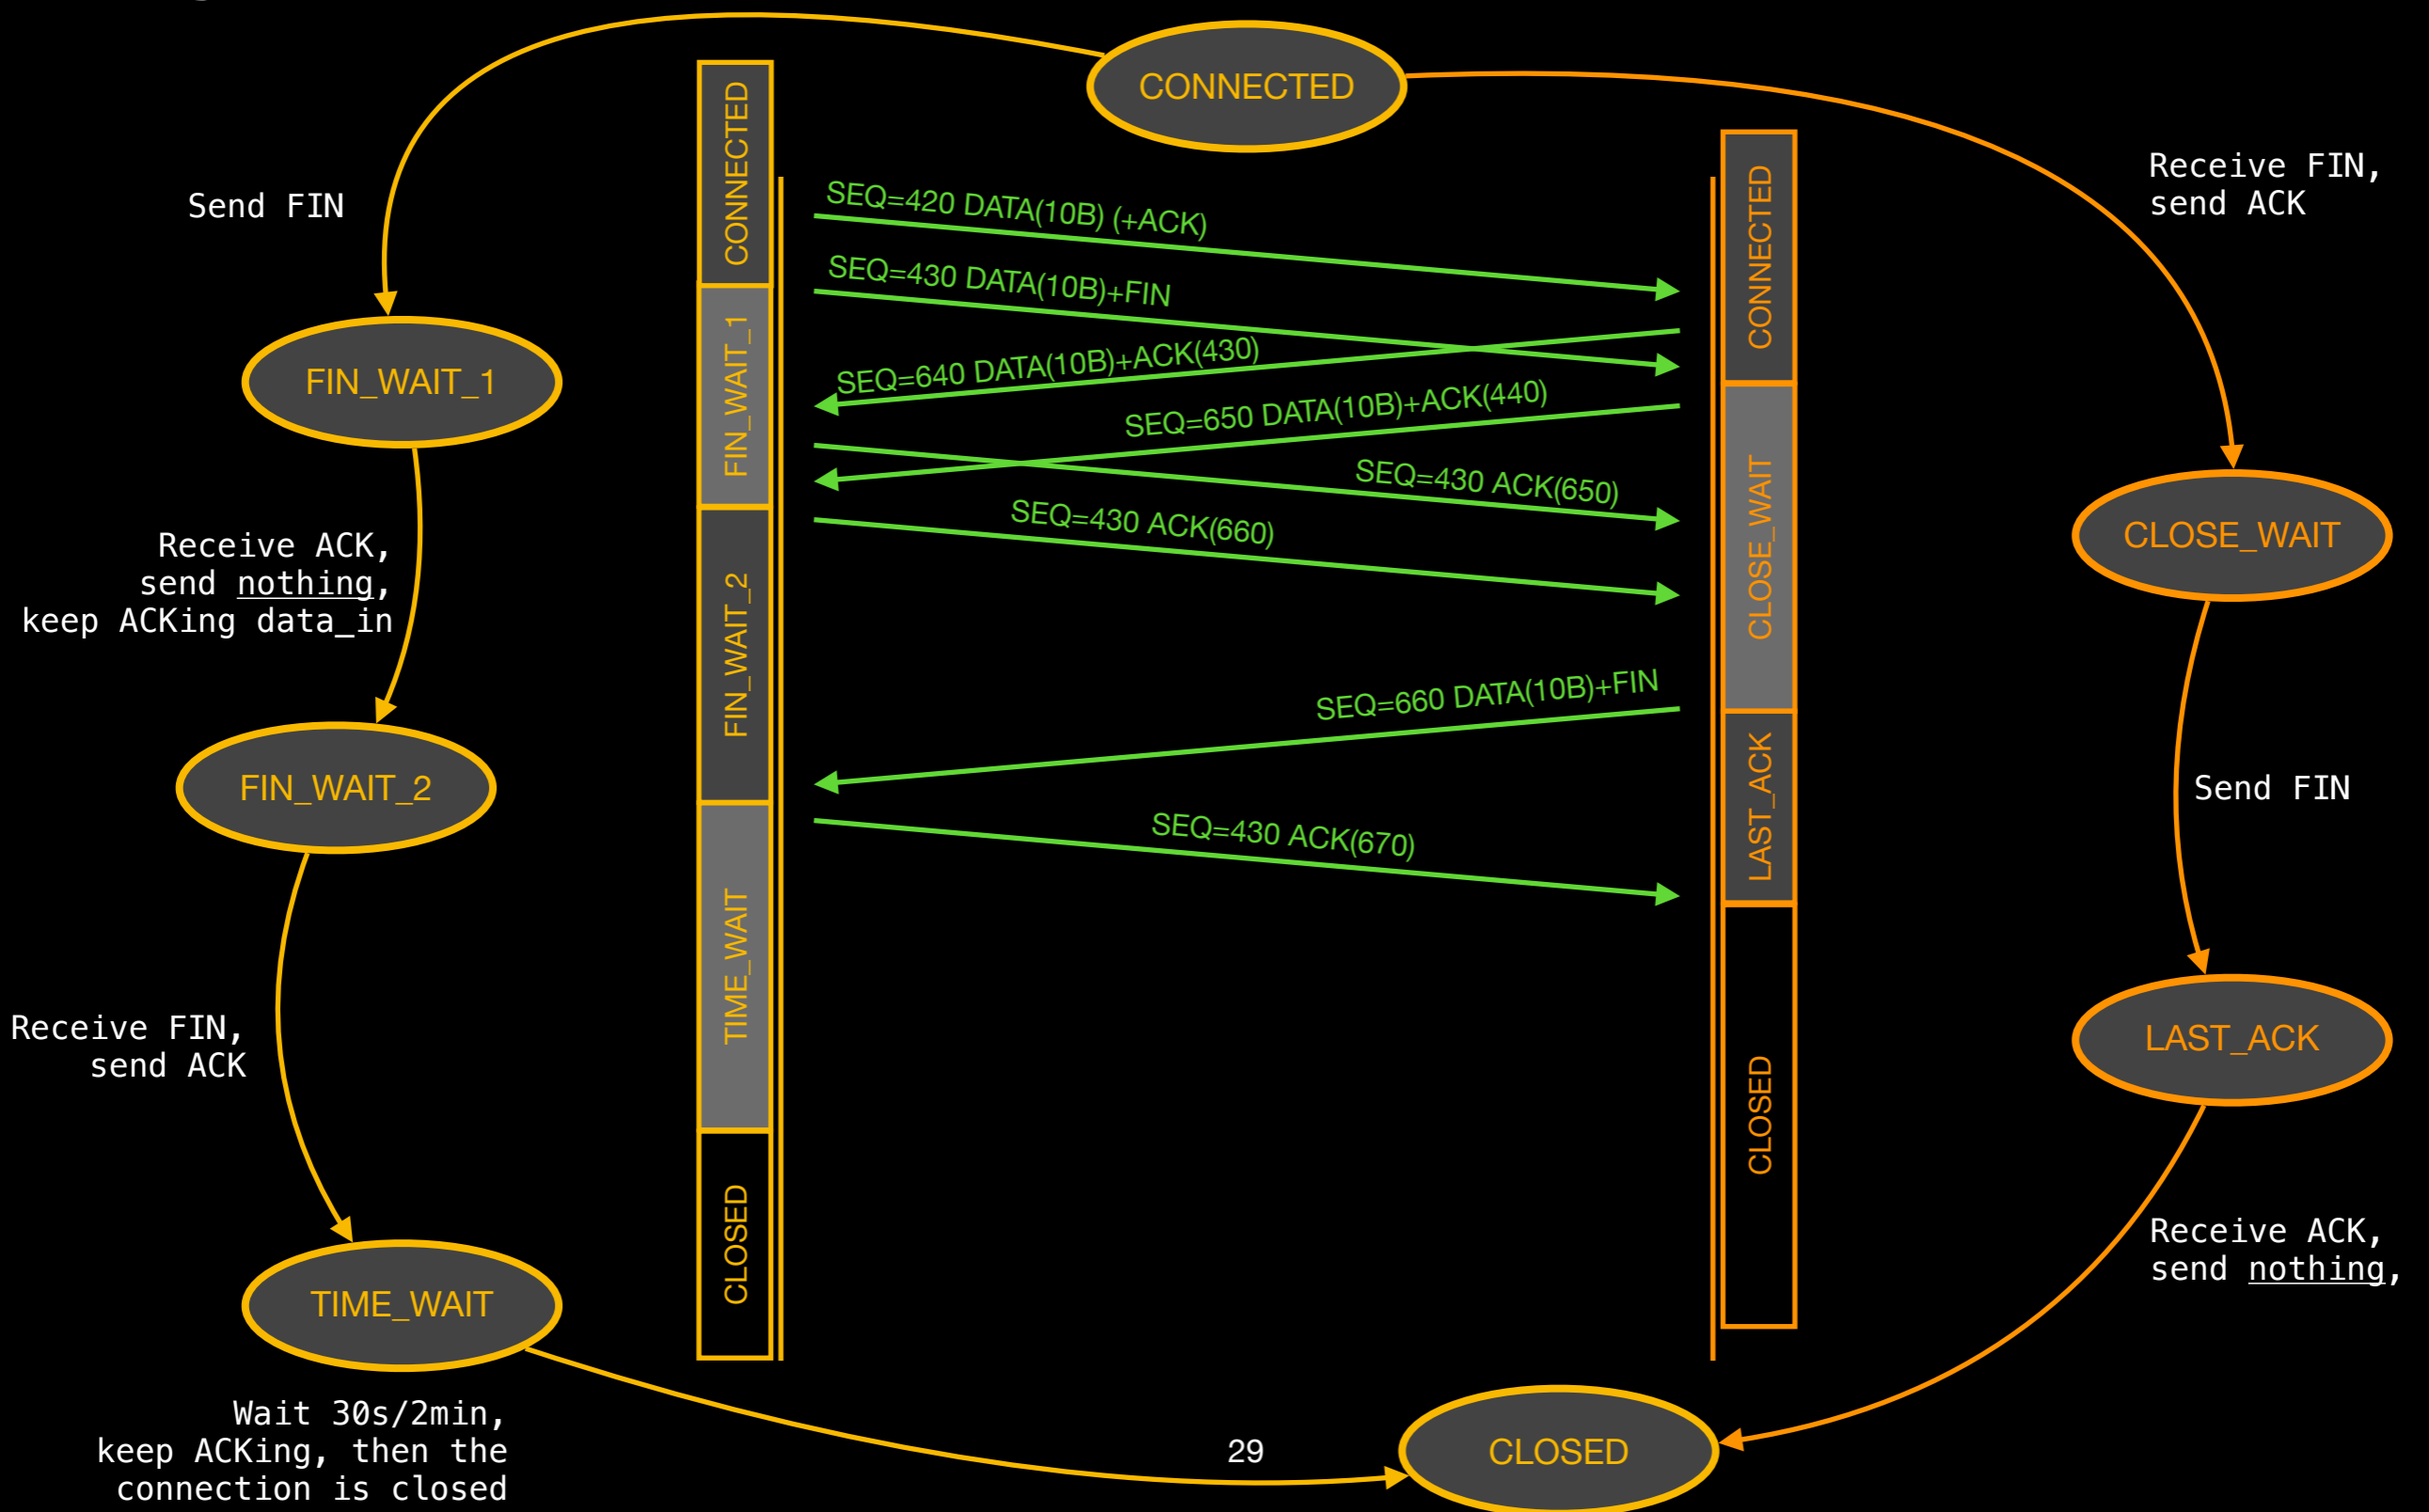 CONNECTED
Send FIN
FIN_WAIT_1
Receive ACK,
send nothing,
keep ACKing data_in
FIN_WAIT_2
Receive FIN,
send ACK
TIME_WAIT
Wait 30s/2min,
keep ACKing, then the
connection is closed
CONNECTED
FIN_WAIT_1
FIN_WAIT_2
TIME_WAIT
CLOSED
SEQ=420 DATA(10B) (+ACK)
SEQ=430 DATA(10B)+FIN
SEQ=640 DATA(10B)+ACK(430)
SEQ=650 DATA(10B)+ACK(440)
SEQ=430 ACK(650)
SEQ=430 ACK(660)
SEQ=660 DATA(10B)+FIN
SEQ=430 ACK(670)
CONNECTED
CLOSE_WAIT
LAST_ACK
CLOSED
Receive FIN,
send ACK
CLOSE_WAIT
Send FIN
LAST_ACK
Receive ACK,
send nothing,
29
CLOSED